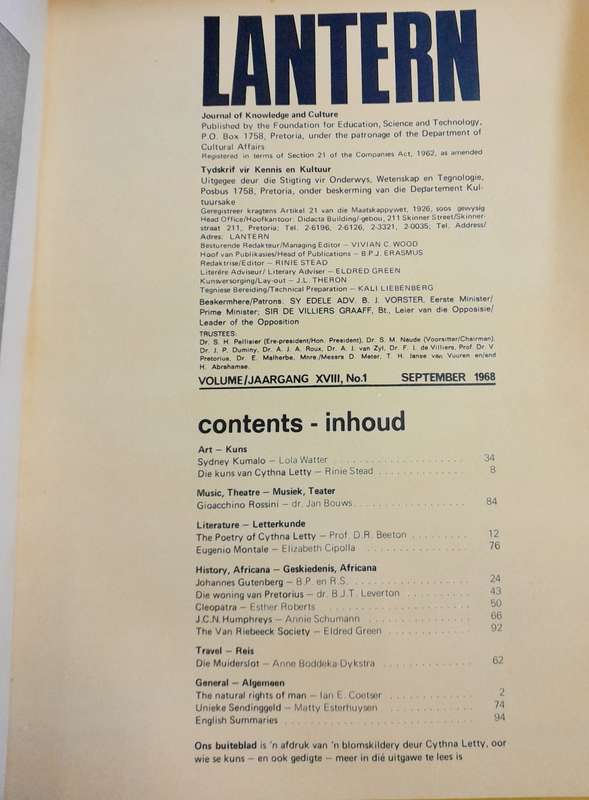 LANTERN
Journal of Knowledge and Culture
Published by the Foundation for Education, Science and Technology,
P.O. Box 1758, Pretoria, under the patronage of the Department of
Cultural Affairs
Registered in terms of Section 21 of the Companies Act, 1962, as amended
Tydskrif vir Kennis en Kultuur
Uitgegee deur die Stigting vir Onderwys, Wetenskap en Tegnologie,
Posbus 1758, Pretoria, onder beskerming van die Departement Kul-
tuursake
Geregistreer kragtens Artikel 21 van die Maatskappywet, 1926, soos gewysig
Head Office/Hoofkantoor: Didacta Building/-gebou, 211 Skinner Street/Skinner-
straat 211, Pretoria; Tel. 2-6196, 2-6126, 2-3321, 2-0035; Tel. Address/
Adres: LANTERN
Besturende Redakteur/Managing Editor – VIVIAN C. WOOD
Hoof van Publikasies/Head of Publications – B.P.J. ERASMUS
Redaktrise/Editor – RINIE STEAD
Literêre Adviseur/ Literary Adviser – ELDRED GREEN
Kunsversorging/Lay-out – J.L. THERON
Tegniese Bereiding/Technical Preparation – KALI LIEBENBERG
Beskermhere/Patrons: SY EDELE ADV. B. J. VORSTER, Eerste Minister/
Prime Minister; SIR DE VILLIERS GRAAFF, Bt., Leier van die Opposisie/
Leader of the Opposition
TRUSTEES:
Dr. S. H. Pellisier (Ere-president/Hon. President), Dr. S. M. Naude (Voorsitter/Chairman),
Dr. J. P. Duminy, Dr. A. J. A. Roux, Dr. A. J. van Zyl, Dr. F. J. de Villiers, Prof. Dr. V.
Pretorius, Dr. E. Malherbe, Mnre./Messrs D. Meter, T. H. Janse van Vuuren en/and
H. Abrahamse.
VOLUME/JAARGANG XVIII, No.1 SEPTEMBER 1968
contents - inhoud
Art – Kuns
Sydney Kumalo – Lola Watter . . . . . . . . . . . . . . . . . 34
Die kuns van Cythna Letty – Rinie Stead . . . . . . . . . . . . 8
Music, Theatre – Musiek, Teater
Gioacchino Rossini – dr. Jan Bouws . . . . . . . . . . . . . . . 84
Literature – Letterkunde
The Poetry of Cythna Letty – Prof. D.R. Beeton . . . . . . . . 12
Eugenio Montale – Elizabeth Cipolla . . . . . . . . . . . . . . 76
History, Africana – Geskiedenis, Africana
Johannes Gutenberg – B.P. en R.S. . . . . . . . . . . . . . . . 24
Die woning van Pretorius – dr. B.J.T. Leverton . . . . . . . . . 43
Cleopatra – Esther Roberts . . . . . . . . . . . . . . . . . . 50
J.C.N. Humphreys – Annie Schumann . . . . . . . . . . . . . 66
The Van Riebeeck Society – Eldred Green . . . . . . . . . . . 92
Travel – Reis
Die Muiderslot – Anne Boddeka-Dykstra . . . . . . . . . . . . 62
General – Algemeen
The natural rights of man – Ian E. Coetser . . . . . . . . . . . 2
Unieke Sendinggeld – Matty Esterhuysen . . . . . . . . . . . 74
English Summaries . . . . . . . . . . . . . . . . . . . . . . . 94
Ons buiteblad is 'n afdruk van 'n blomskildery deur Cythna Letty, oor
wie se kuns – en ook gedigte – meer in dié uitgawe te lees is